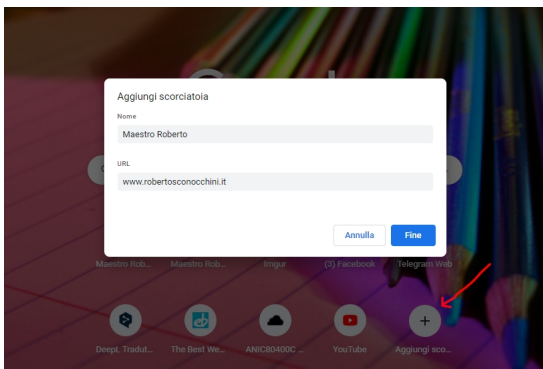 Aggiungi scorciatoia
Nome
Maestro Roberto
URL
www.robertosconocchini.it
Annulla
Fine
Maestro Rob...
Maestro Rob...
Imgur
(3) Facebook
Telegram Web
DeepL Tradut...
The Best We...
ANIC80400C ...
YouTube
Aggiungi sco...